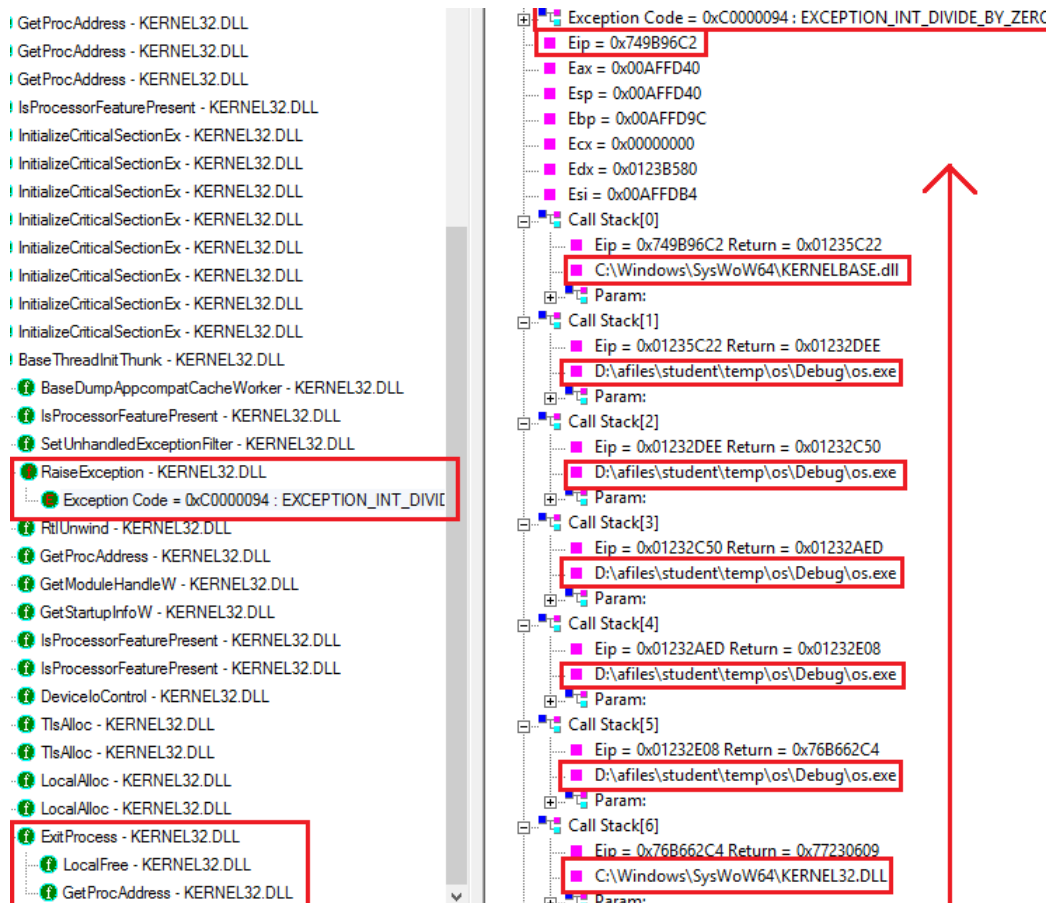 GetProcAddress - KERNEL32.DLL
GetProcAddress - KERNEL32.DLL
GetProcAddress - KERNEL32.DLL
IsProcessorFeaturePresent - KERNEL32.DLL
InitializeCriticalSectionEx - KERNEL32.DLL
InitializeCriticalSectionEx - KERNEL32.DLL
InitializeCriticalSectionEx - KERNEL32.DLL
InitializeCriticalSectionEx - KERNEL32.DLL
InitializeCriticalSectionEx - KERNEL32.DLL
InitializeCriticalSectionEx - KERNEL32.DLL
InitializeCriticalSectionEx - KERNEL32.DLL
InitializeCriticalSectionEx - KERNEL32.DLL
BaseThreadInitThunk - KERNEL32.DLL
BaseDumpAppcompatCacheWorker - KERNEL32.DLL
IsProcessorFeaturePresent - KERNEL32.DLL
SetUnhandledExceptionFilter - KERNEL32.DLL
RaiseException - KERNEL32.DLL
Exception Code = 0xC0000094 : EXCEPTION_INT_DIVID
RtlUnwind - KERNEL32.DLL
GetProcAddress - KERNEL32.DLL
GetModuleHandleW - KERNEL32.DLL
GetStartupInfoW - KERNEL32.DLL
IsProcessorFeaturePresent - KERNEL32.DLL
IsProcessorFeaturePresent - KERNEL32.DLL
DeviceIoControl - KERNEL32.DLL
TlsAlloc - KERNEL32.DLL
TlsAlloc - KERNEL32.DLL
LocalAlloc - KERNEL32.DLL
LocalAlloc - KERNEL32.DLL
ExitProcess - KERNEL32.DLL
LocalFree - KERNEL32.DLL
GetProcAddress - KERNEL32.DLL
Exception Code = 0xC0000094 : EXCEPTION_INT_DIVIDE_BY_ZERO
Eip = 0x749B96C2
Eax = 0x00AFFD40
Esp = 0x00AFFD40
Ebp = 0x00AFFD9C
Ecx = 0x00000000
Edx = 0x0123B580
Esi = 0x00AFFDB4
Call Stack[0]
Eip = 0x749B96C2 Return = 0x01235C22
C:\Windows\SysWoW64\KERNELBASE.dll
Param:
Call Stack[1]
Eip = 0x01235C22 Return = 0x01232DEE
D:\afiles\student\temp\os\Debug\os.exe
Param:
Call Stack[2]
Eip = 0x01232DEE Return = 0x01232C50
D:\afiles\student\temp\os\Debug\os.exe
Param:
Call Stack[3]
Eip = 0x01232C50 Return = 0x01232AED
D:\afiles\student\temp\os\Debug\os.exe
Param:
Call Stack[4]
Eip = 0x01232AED Return = 0x01232E08
D:\afiles\student\temp\os\Debug\os.exe
Param:
Call Stack[5]
Eip = 0x01232E08 Return = 0x76B662C4
D:\afiles\student\temp\os\Debug\os.exe
Param:
Call Stack[6]
Eip = 0x76B662C4 Return = 0x77230609
C:\Windows\SysWoW64\KERNEL32.DLL
Param: